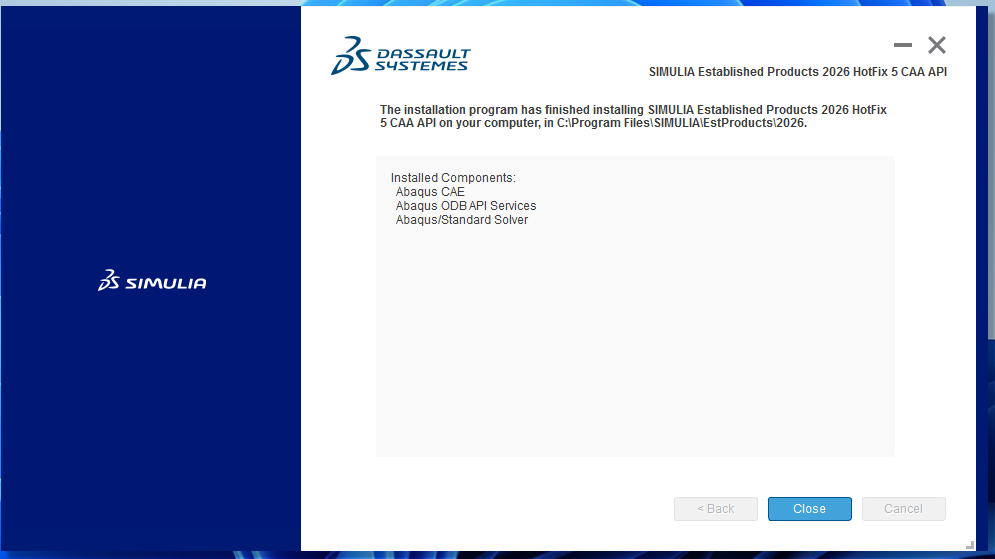 SIMULIA
DASSAULT
SYSTEMES
SIMULIA Established Products 2026 HotFix 5 CAA API
The installation program has finished installing SIMULIA Established Products 2026 HotFix
5 CAA API on your computer, in C:\Program Files\SIMULIA\EstProducts\2026.
Installed Components:
Abaqus CAE
Abaqus ODB API Services
Abaqus/Standard Solver
< Back
Close
Cancel